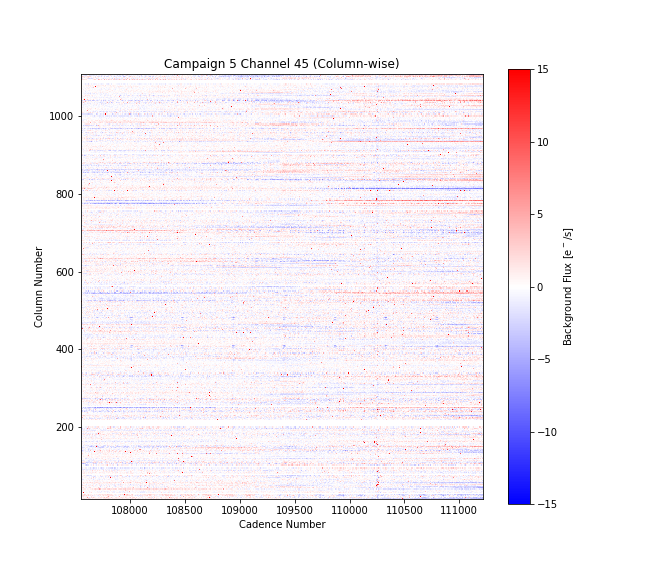 Campaign 5 Channel 45 (Column-wise)
Column Number
1000
800
600
400
200
108000 108500 109000 109500 110000 110500 111000
Cadence Number
15
10
5
0
−5
−10
−15
Background Flux [e⁻/s]